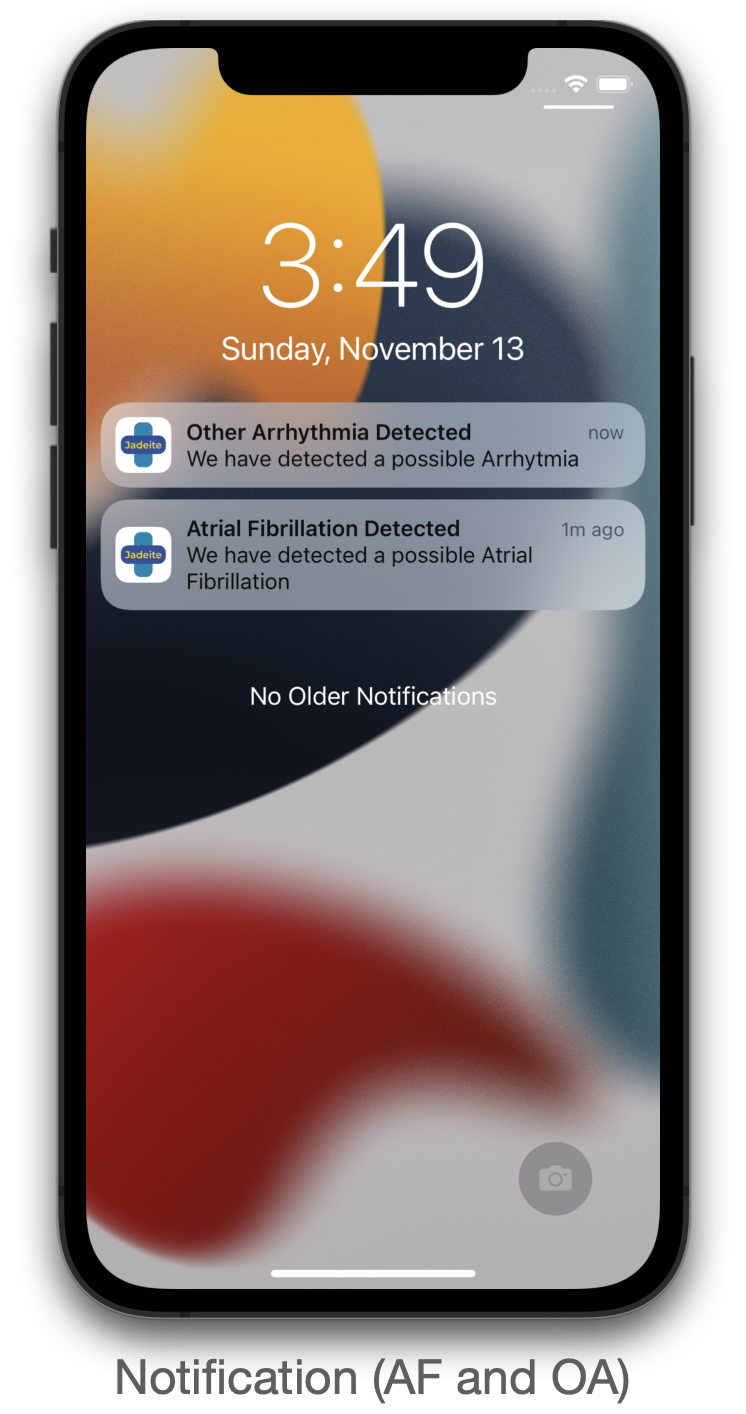 3:49
Sunday, November 13
Jadeite
Other Arrhythmia Detected
now
We have detected a possible Arrhytmia
Jadeite
Atrial Fibrillation Detected
1m ago
We have detected a possible Atrial
Fibrillation
No Older Notifications
Notification (AF and OA)